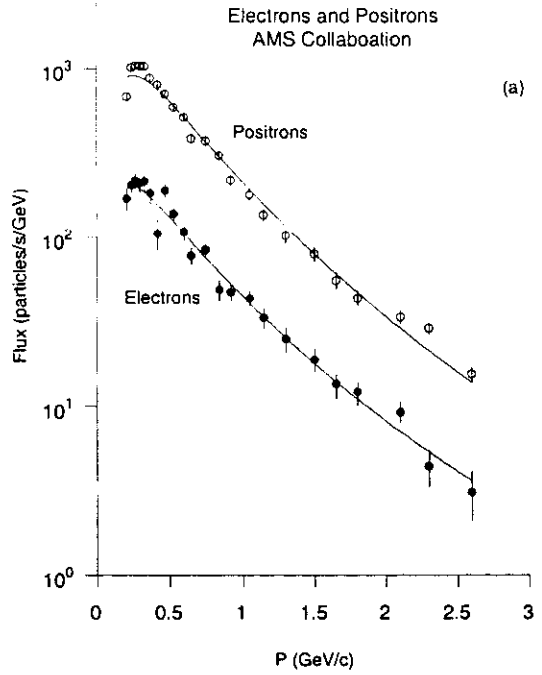 Electrons and Positrons
AMS Collaboation
(a)
10³
Positrons
10²
Electrons
10¹
10⁰
Flux (particles/s/GeV)
0 0.5 1 1.5 2 2.5 3
P (GeV/c)